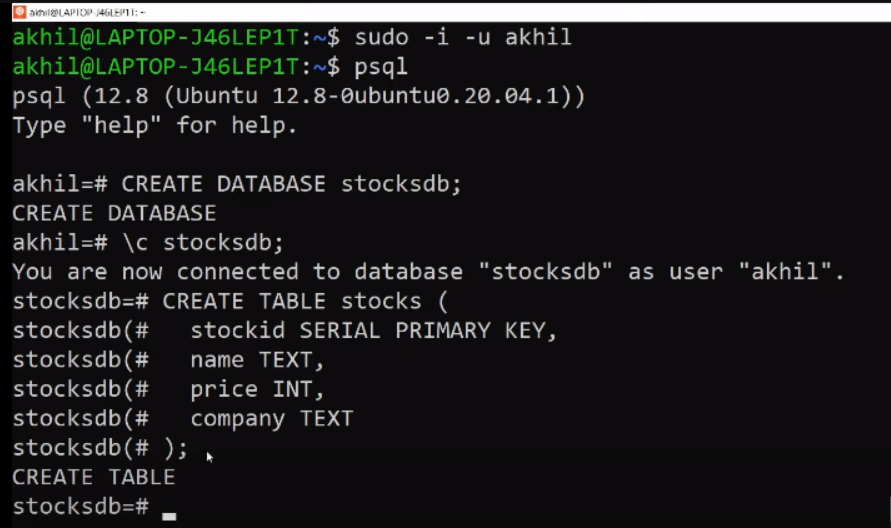 akhil@LAPTOP-J46LEP1T: ~
akhil@LAPTOP-J46LEP1T:~$ sudo -i -u akhil
akhil@LAPTOP-J46LEP1T:~$ psql
psql (12.8 (Ubuntu 12.8-0ubuntu0.20.04.1))
Type "help" for help.

akhil=# CREATE DATABASE stocksdb;
CREATE DATABASE
akhil=# \c stocksdb;
You are now connected to database "stocksdb" as user "akhil".
stocksdb=# CREATE TABLE stocks (
stocksdb(#   stockid SERIAL PRIMARY KEY,
stocksdb(#   name TEXT,
stocksdb(#   price INT,
stocksdb(#   company TEXT
stocksdb(# );
CREATE TABLE
stocksdb=#